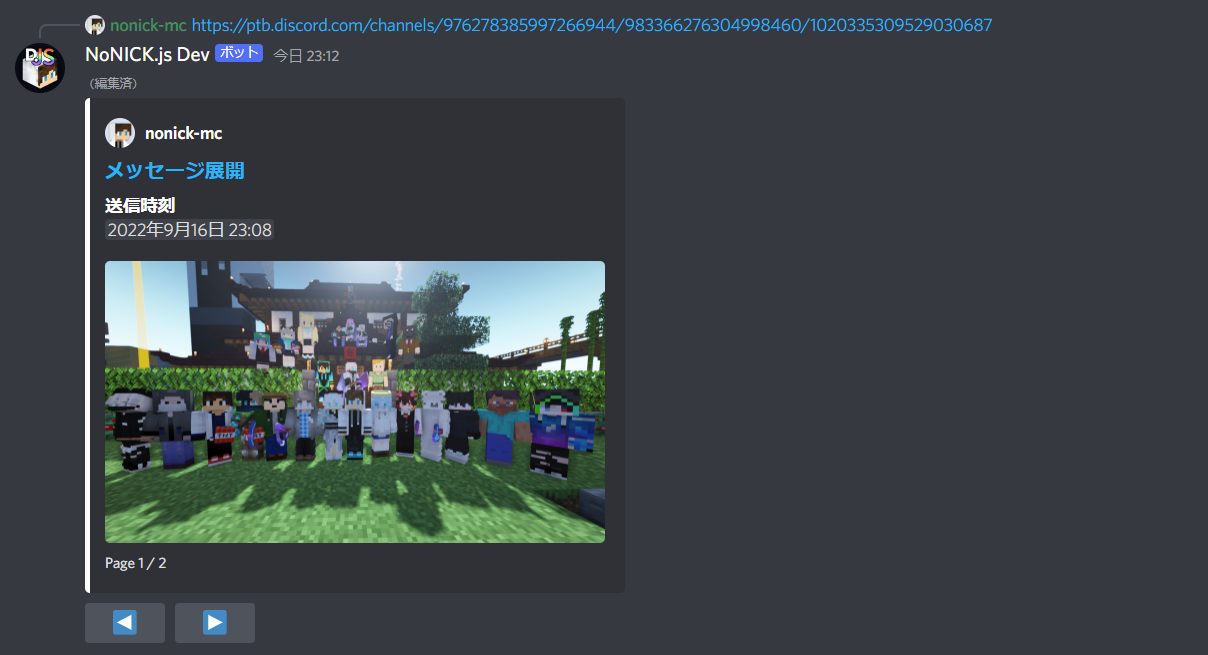 nonick-mc https://ptb.discord.com/channels/976278385997266944/983366276304998460/1020335309529030687
D.JS
NoNICK.js Dev ボット 今日 23:12
(編集済)
nonick-mc
メッセージ展開
送信時刻
2022年9月16日 23:08
Page 1 / 2